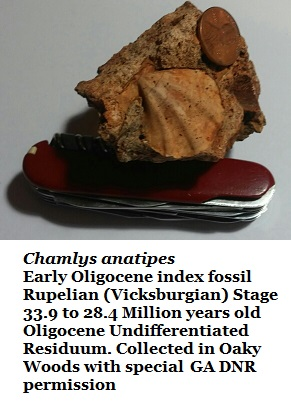 Chamlys anatipes
Early Oligocene index fossil
Rupelian (Vicksburgian) Stage
33.9 to 28.4 Million years old
Oligocene Undifferentiated
Residuum. Collected in Oaky
Woods with special GA DNR
permission